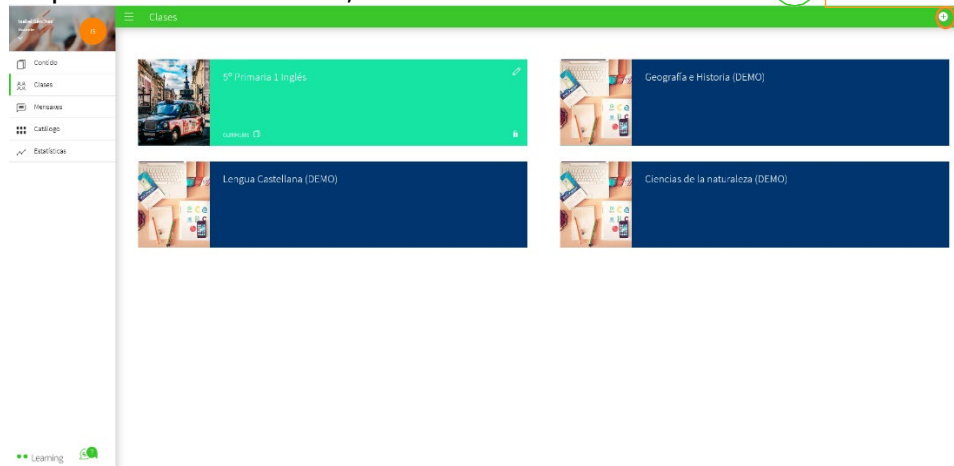 Clases
Contido
Clases
Mensaxes
Catálogo
Estatísticas
5º Primaria 1 Inglés
Geografía e Historia (DEMO)
Lengua Castellana (DEMO)
Ciencias de la naturaleza (DEMO)
Learning